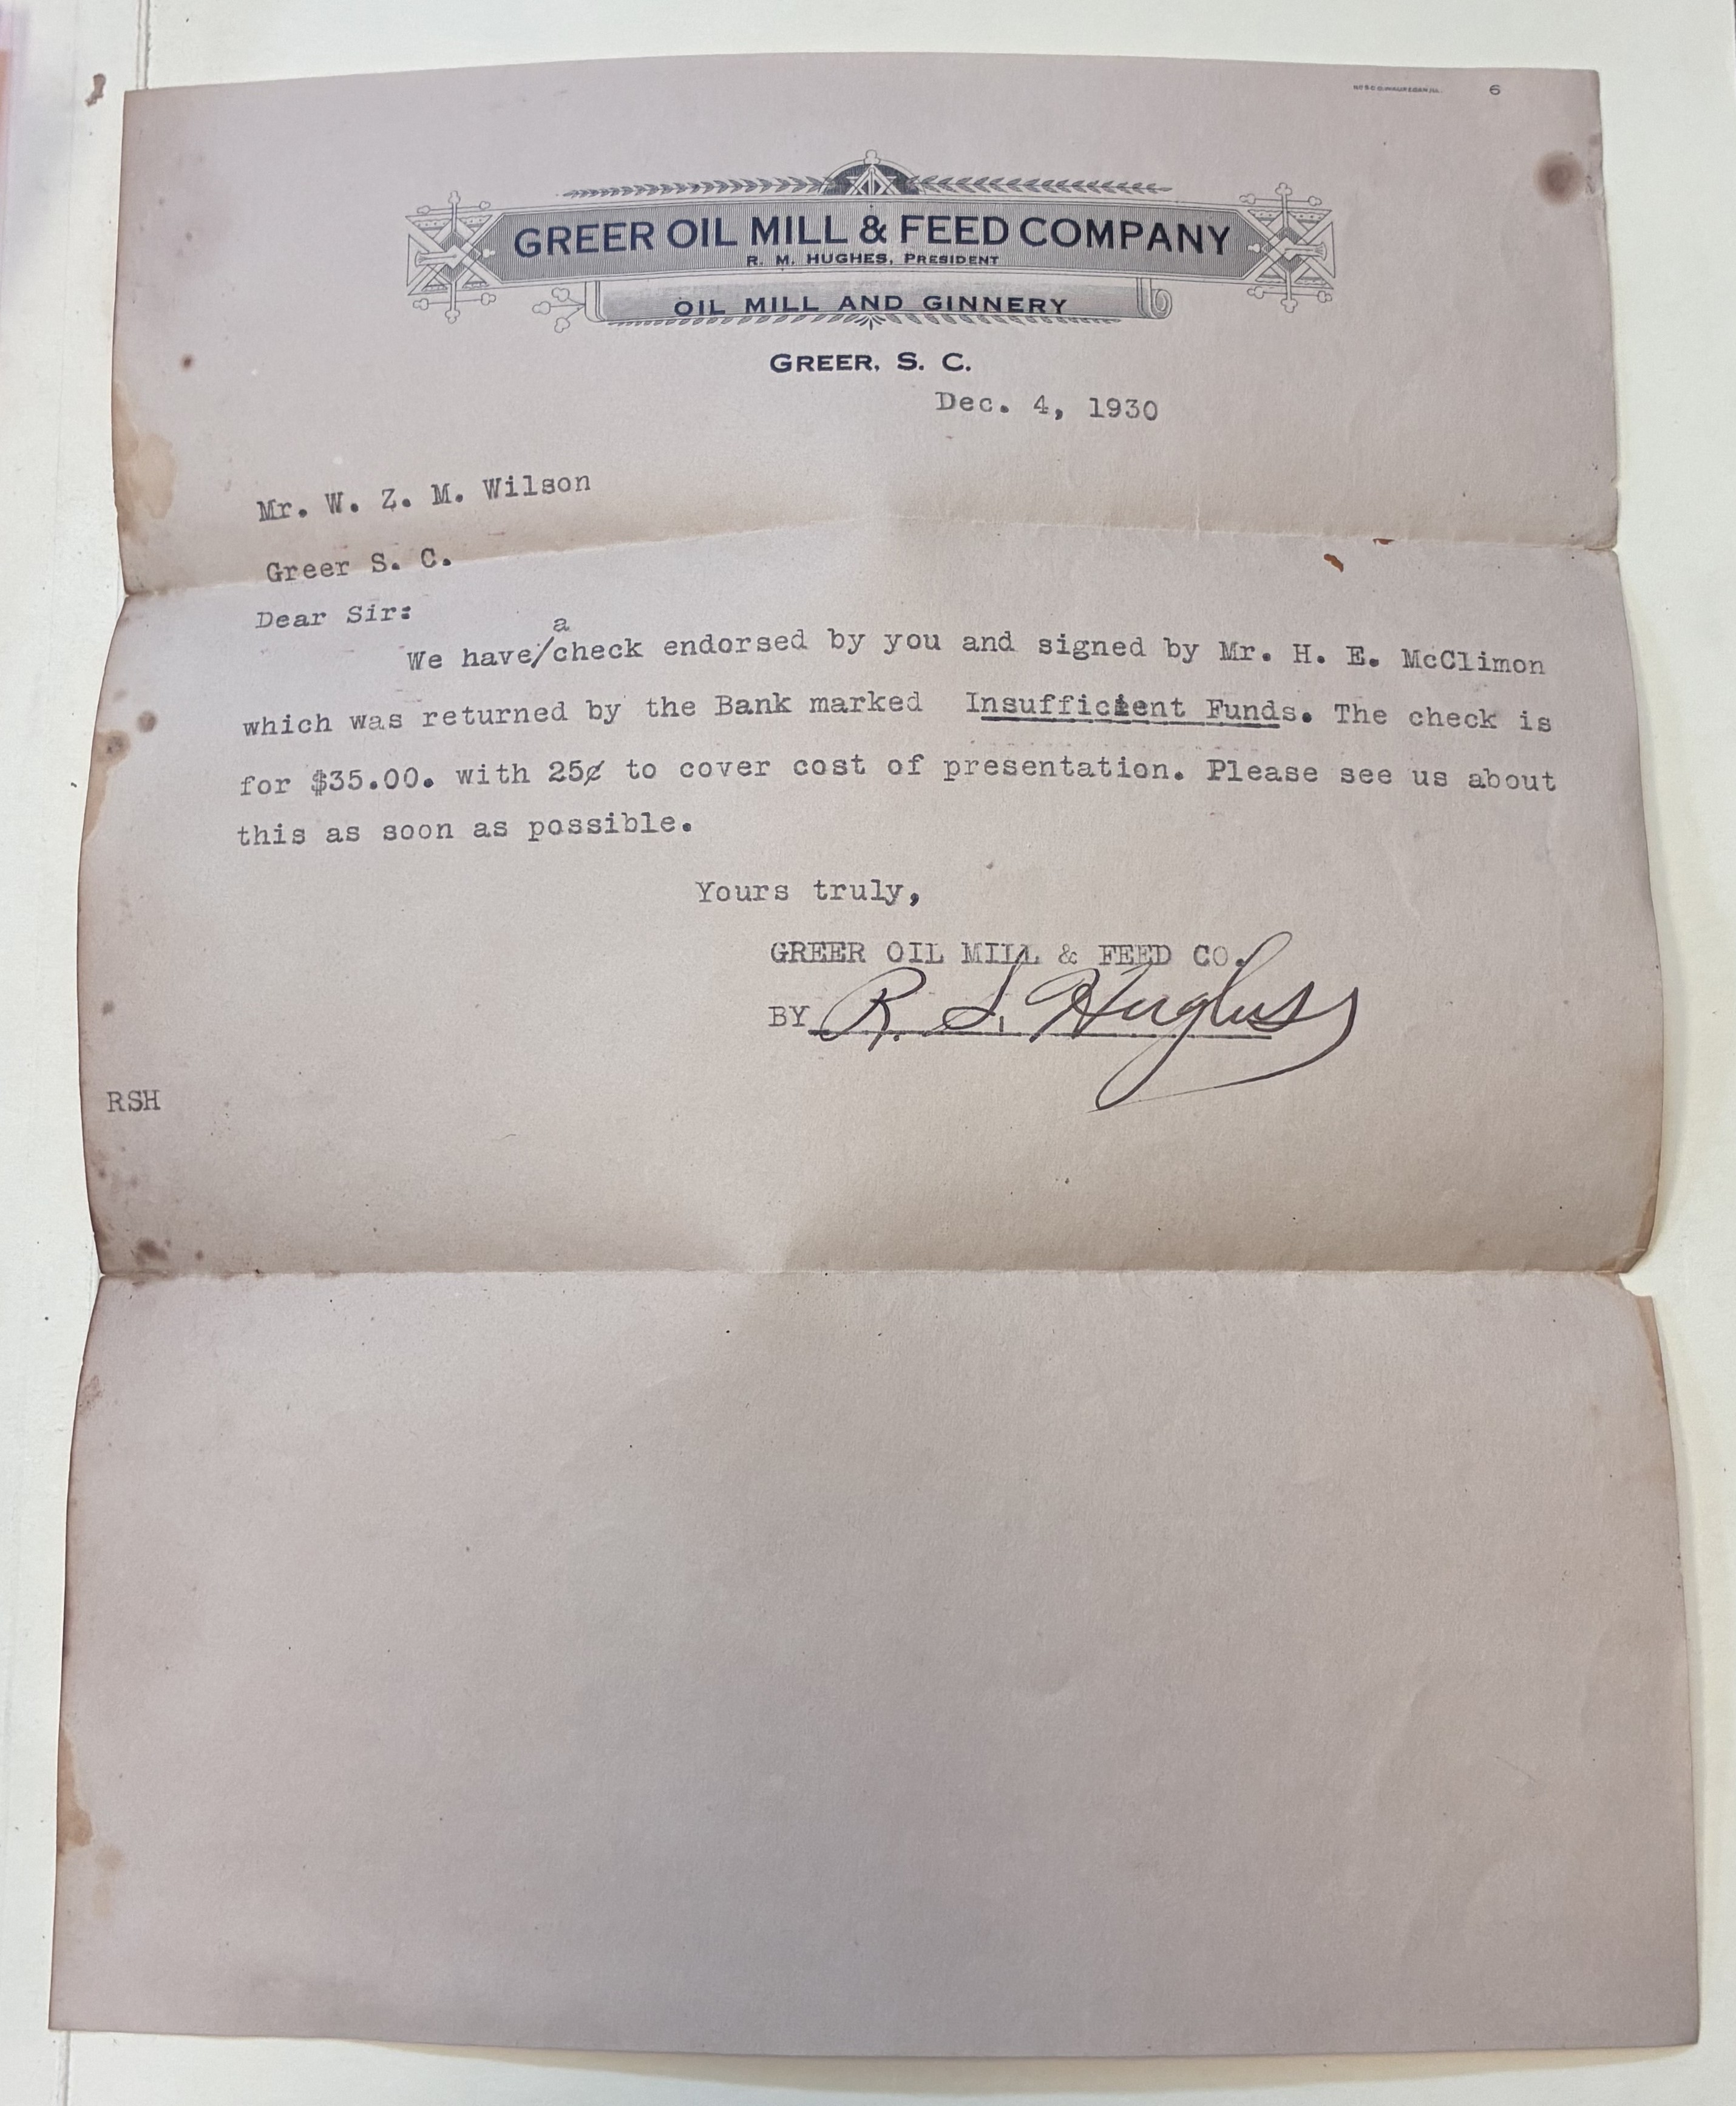 6
GREER OIL MILL & FEED COMPANY
R. M. HUGHES, PRESIDENT
OIL MILL AND GINNERY
GREER, S. C.
Dec. 4, 1930
Mr. W. Z. M. Wilson
Greer S. C.
Dear Sir:
a
We have/check endorsed by you and signed by Mr. H. E. McClimon
which was returned by the Bank marked Insufficient Funds. The check is
for $35.00. with 25¢ to cover cost of presentation. Please see us about
this as soon as possible.
Yours truly,
GREER OIL MILL & FEED CO.
BY R. S. Hughes
RSH